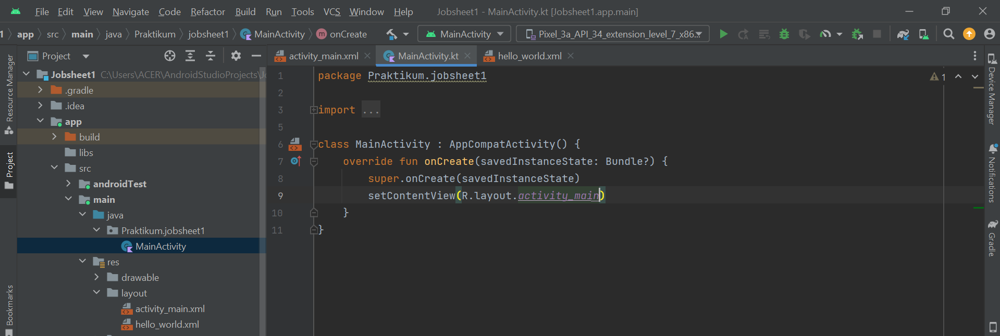 File Edit View Navigate Code Refactor Build Run Tools VCS Window Help Jobsheet1 - MainActivity.kt [Jobsheet1.app.main]
1 app src main java Praktikum jobsheet1 MainActivity m onCreate MainActivity Pixel_3a_API_34_extension_level_7_x86...
Project
activity_main.xml MainActivity.kt hello_world.xml
Resource Manager
Project
Bookmarks
Jobsheet1 C:\Users\ACER\AndroidStudioProjects\Jo
.gradle
.idea
app
build
libs
src
androidTest
main
java
Praktikum.jobsheet1
MainActivity
res
drawable
layout
activity_main.xml
hello_world.xml
1 package Praktikum.jobsheet1
2
3 import ...
5
6 class MainActivity : AppCompatActivity() {
7 override fun onCreate(savedInstanceState: Bundle?) {
8 super.onCreate(savedInstanceState)
9 setContentView(R.layout.activity_main)
10 }
11 }
1
Device Manager
Notifications
Gradle